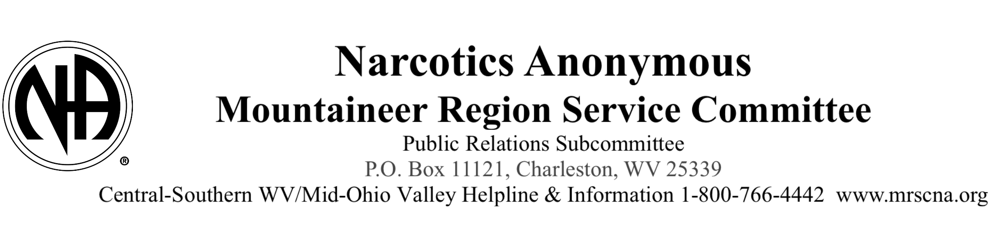 NA
®
Narcotics Anonymous
Mountaineer Region Service Committee
Public Relations Subcommittee
P.O. Box 11121, Charleston, WV 25339
Central-Southern WV/Mid-Ohio Valley Helpline & Information 1-800-766-4442  www.mrscna.org